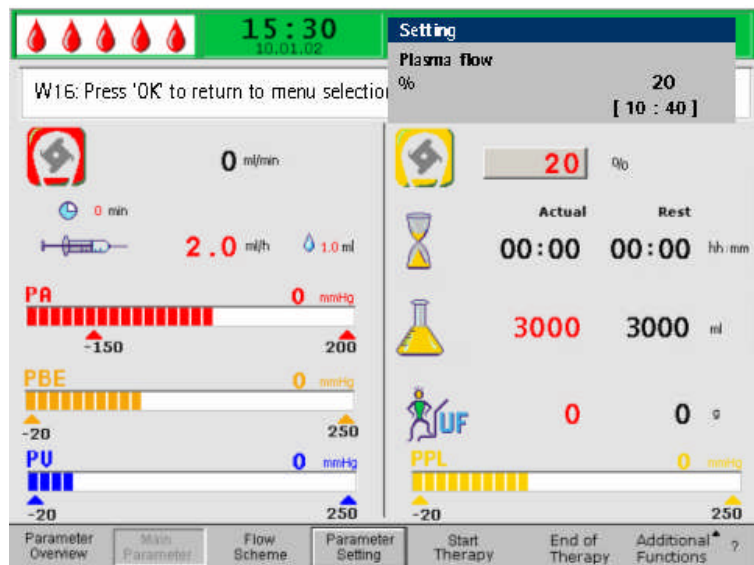 15:30
10.01.02
Setting
Plasma flow
% 20
[ 10 : 40 ]
W16: Press 'OK' to return to menu selectio
0 ml/min
20 %
0 min
Actual Rest
2.0 ml/h 1.0 ml
00:00 00:00 hh:mm
PA 0 mmHg
-150 200
3000 3000 ml
PBE 0 mmHg
-20 250
UF 0 0 g
PV 0 mmHg
-20 250
PPL 0 mmHg
-20 250
Parameter Overview
Main Parameter
Flow Scheme
Parameter Setting
Start Therapy
End of Therapy
Additional Functions
?